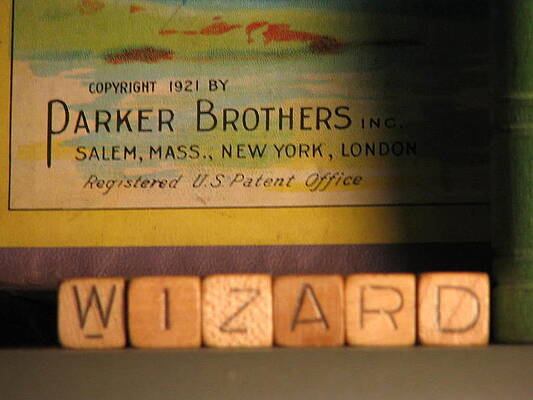 COPYRIGHT 1921 BY
PARKER BROTHERS INC.
SALEM, MASS., NEW YORK, LONDON
Registered U.S. Patent Office
WIZARD